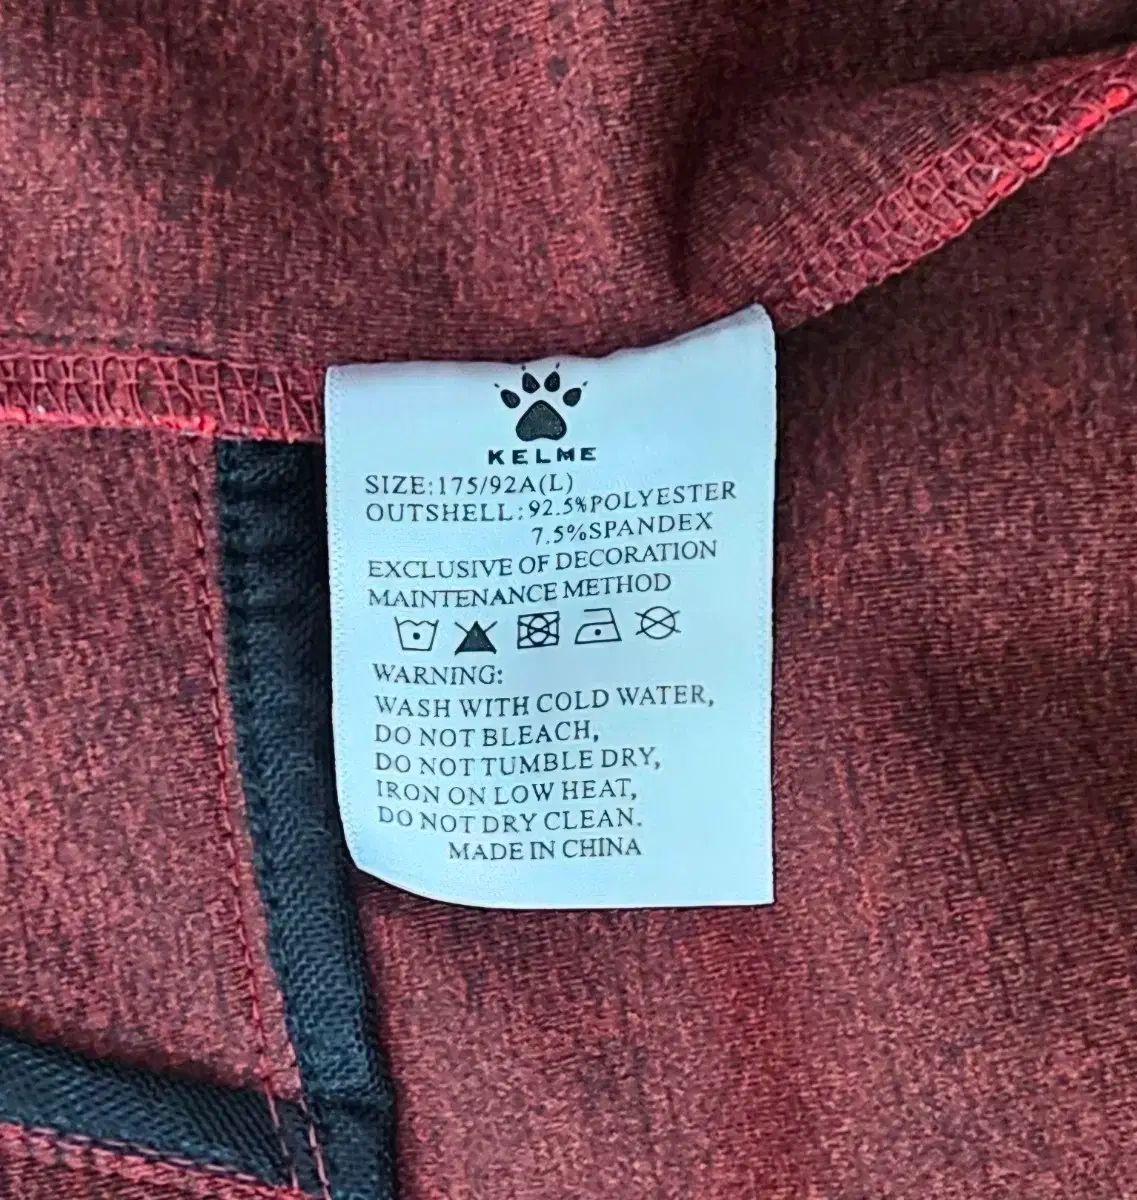 KELME
SIZE:175/92A(L)
OUTSHELL:92.5%POLYESTER
7.5%SPANDEX
EXCLUSIVE OF DECORATION
MAINTENANCE METHOD
WARNING:
WASH WITH COLD WATER,
DO NOT BLEACH,
DO NOT TUMBLE DRY,
IRON ON LOW HEAT,
DO NOT DRY CLEAN.
MADE IN CHINA